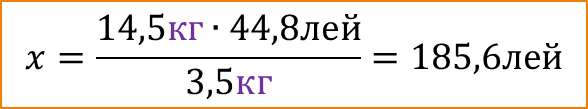 x = 14,5кг · 44,8лей / 3,5кг = 185,6лей